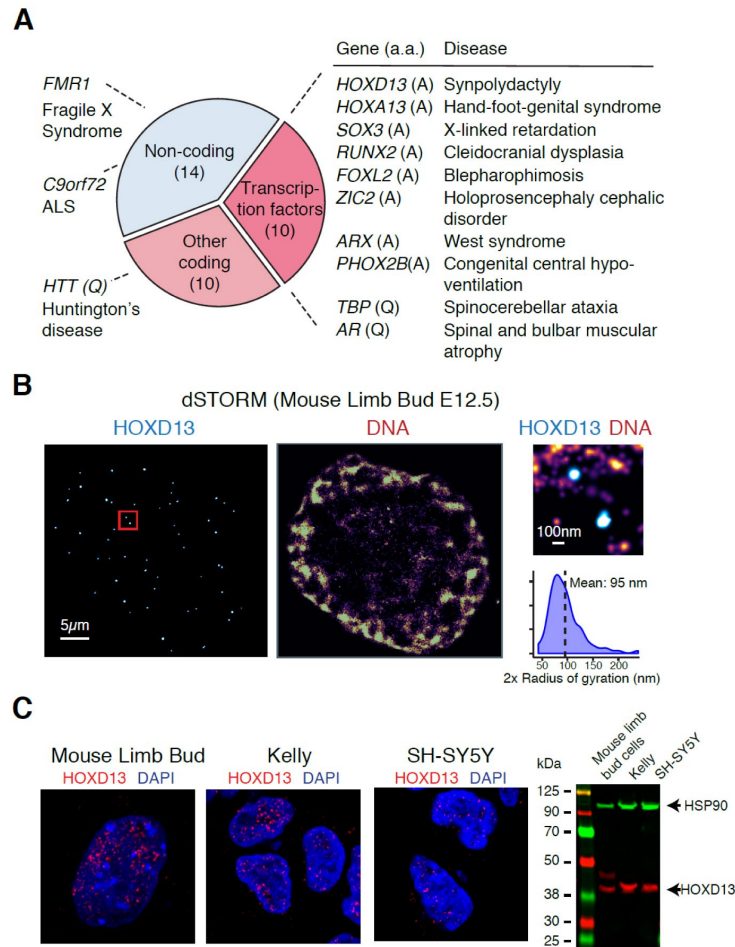 A
Gene (a.a.) Disease
FMR1
Fragile X
Syndrome
C9orf72
ALS
HTT (Q)
Huntington's
disease
Non-coding
(14)
Transcrip-
tion factors
(10)
Other
coding
(10)
HOXD13 (A) Synpolydactyly
HOXA13 (A) Hand-foot-genital syndrome
SOX3 (A) X-linked retardation
RUNX2 (A) Cleidocranial dysplasia
FOXL2 (A) Blepharophimosis
ZIC2 (A) Holoprosencephaly cephalic
disorder
ARX (A) West syndrome
PHOX2B(A) Congenital central hypo-
ventilation
TBP (Q) Spinocerebellar ataxia
AR (Q) Spinal and bulbar muscular
atrophy
B
dSTORM (Mouse Limb Bud E12.5)
HOXD13 DNA HOXD13 DNA
5µm
100nm
Mean: 95 nm
50 100 150 200
2x Radius of gyration (nm)
C
Mouse Limb Bud Kelly SH-SY5Y
HOXD13 DAPI HOXD13 DAPI HOXD13 DAPI
kDa
Mouse limb
bud cells
Kelly
SH-SY5Y
125
90
70
50
38
30
25
HSP90
HOXD13